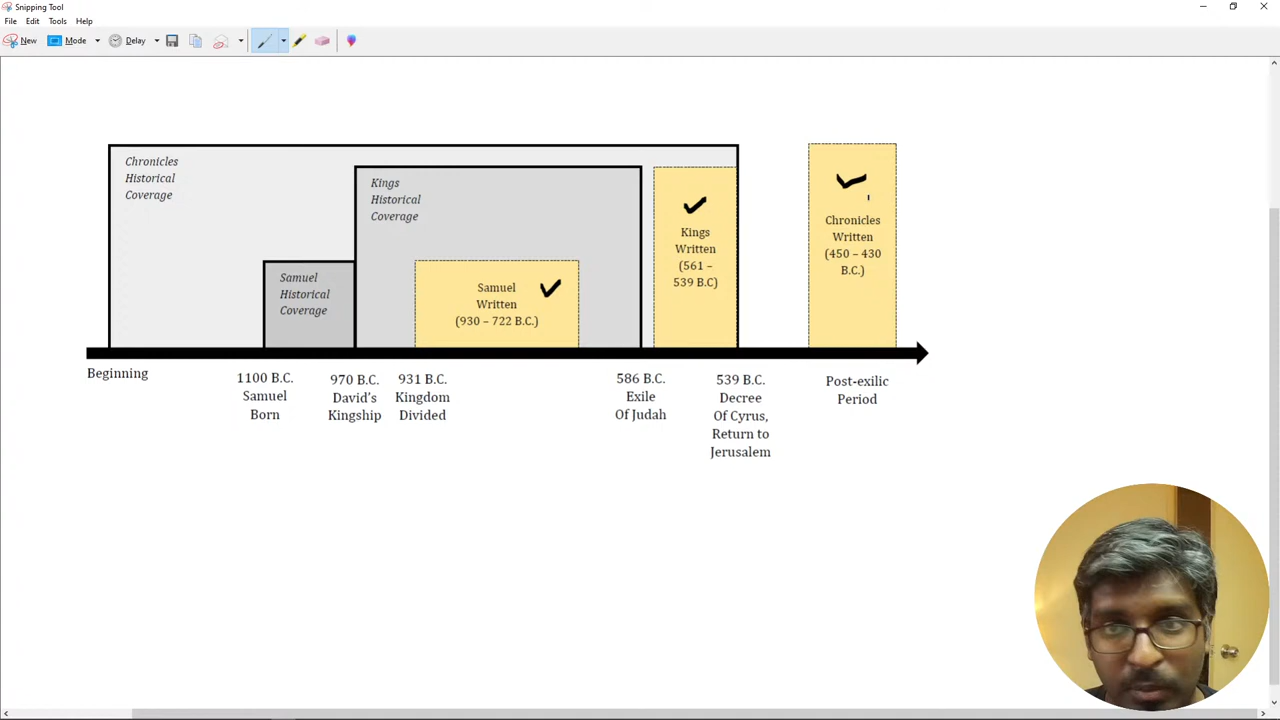 Snipping Tool
File Edit Tools Help
New Mode Delay
Chronicles
Historical
Coverage
Kings
Historical
Coverage
Samuel
Historical
Coverage
Samuel
Written
(930 – 722 B.C.)
Kings
Written
(561 –
539 B.C)
Chronicles
Written
(450 – 430
B.C.)
Beginning
1100 B.C.
Samuel
Born
970 B.C.
David's
Kingship
931 B.C.
Kingdom
Divided
586 B.C.
Exile
Of Judah
539 B.C.
Decree
Of Cyrus,
Return to
Jerusalem
Post-exilic
Period